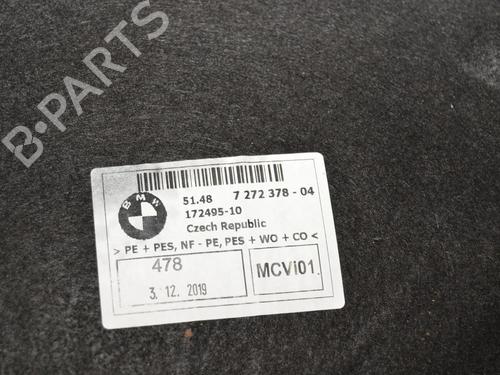 B-PARTS
BMW
51.48 7 272 378 - 04
172495-10
Czech Republic
> PE + PES, NF - PE, PES + WO + CO <
478
3. 12. 2019
MCVi01.